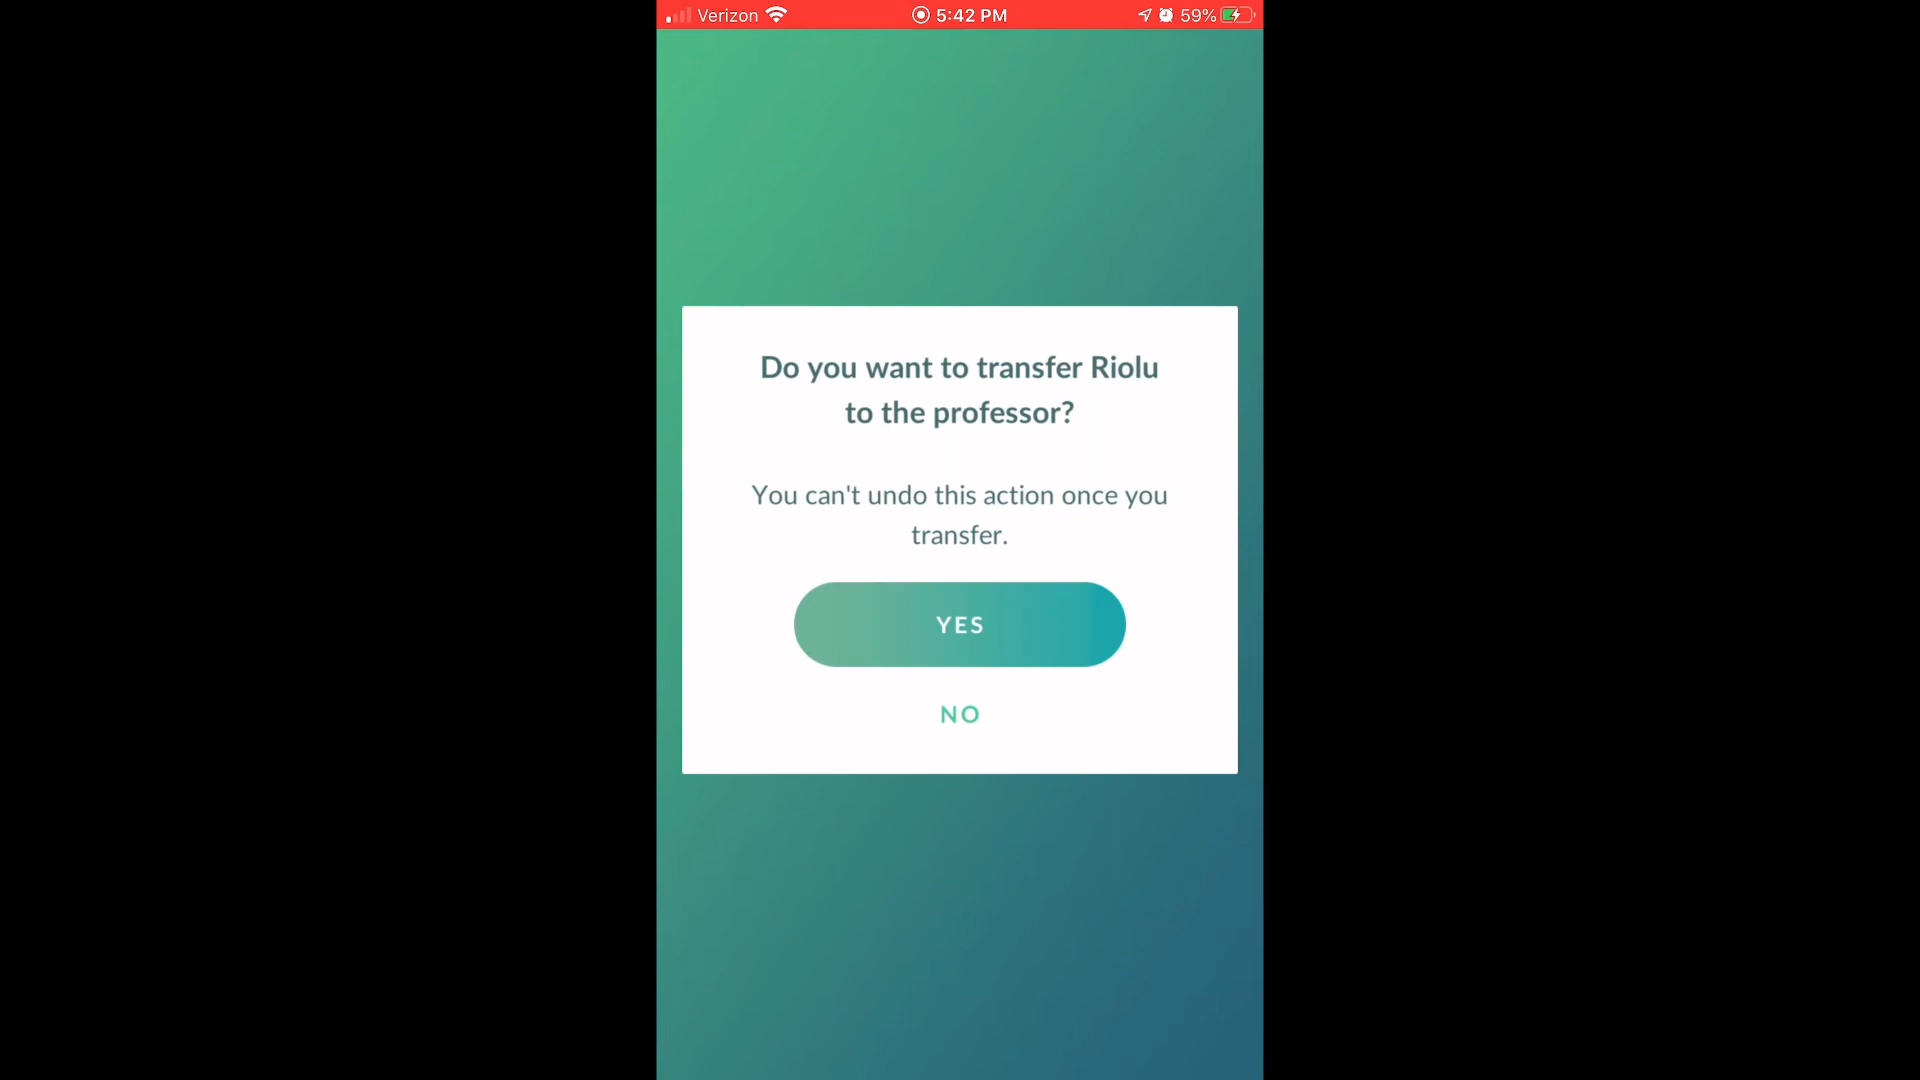 Verizon 5:42 PM 59%
Do you want to transfer Riolu
to the professor?
You can't undo this action once you
transfer.
YES
NO